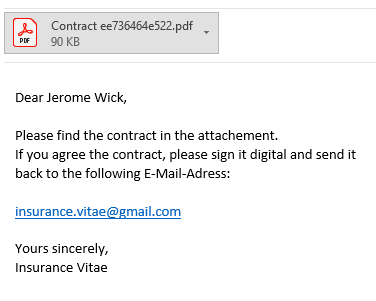 Contract ee736464e522.pdf
90 KB
PDF
Dear Jerome Wick,
Please find the contract in the attachement.
If you agree the contract, please sign it digital and send it
back to the following E-Mail-Adress:
insurance.vitae@gmail.com
Yours sincerely,
Insurance Vitae